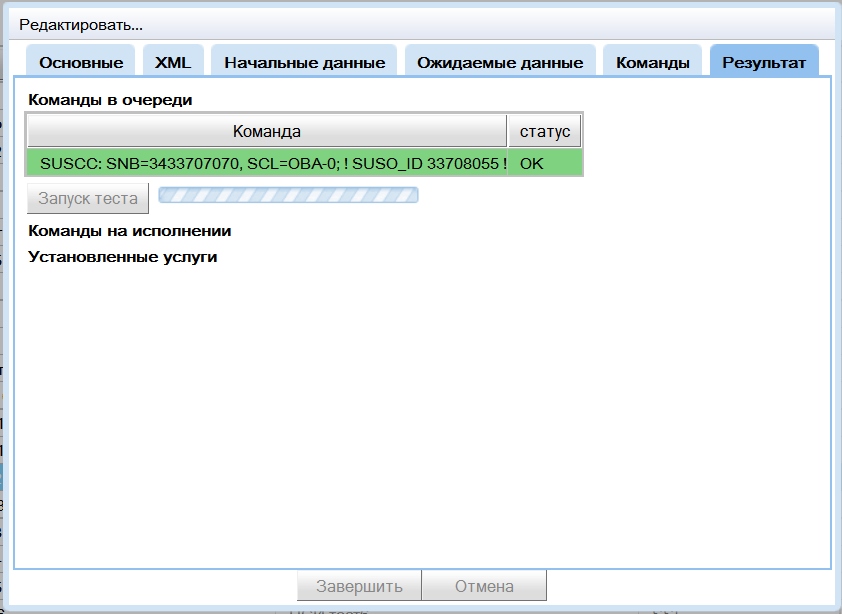 Редактировать...
Основные XML Начальные данные Ожидаемые данные Команды Результат
Команды в очереди
Команда статус
SUSCC: SNB=3433707070, SCL=OBA-0; ! SUSO_ID 33708055 ! OK
Запуск теста
Команды на исполнении
Установленные услуги
Завершить Отмена